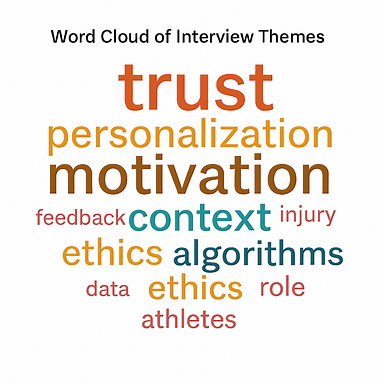 Word Cloud of Interview Themes
trust
personalization
motivation
feedback context injury
ethics algorithms
data ethics role
athletes